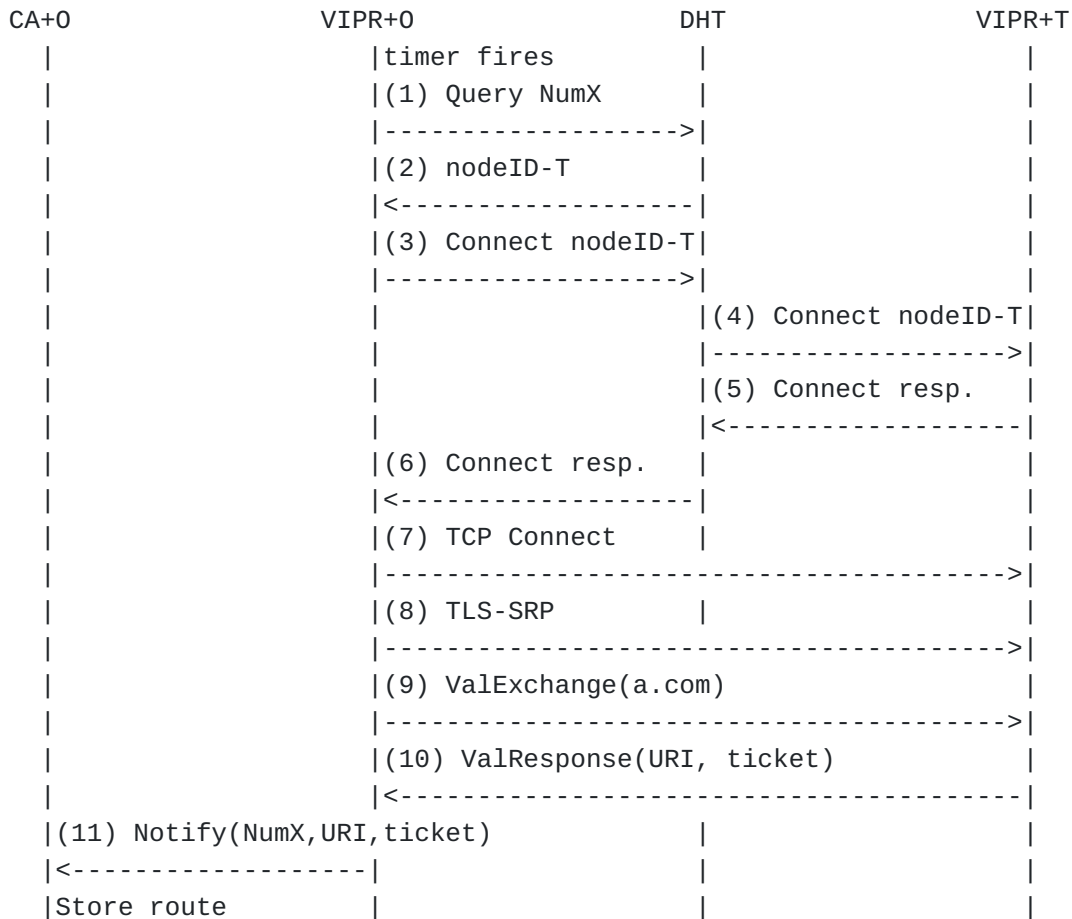 CA+O VIPR+O DHT VIPR+T
timer fires
(1) Query NumX
(2) nodeID-T
(3) Connect nodeID-T
(4) Connect nodeID-T
(5) Connect resp.
(6) Connect resp.
(7) TCP Connect
(8) TLS-SRP
(9) ValExchange(a.com)
(10) ValResponse(URI, ticket)
(11) Notify(NumX,URI,ticket)
Store route